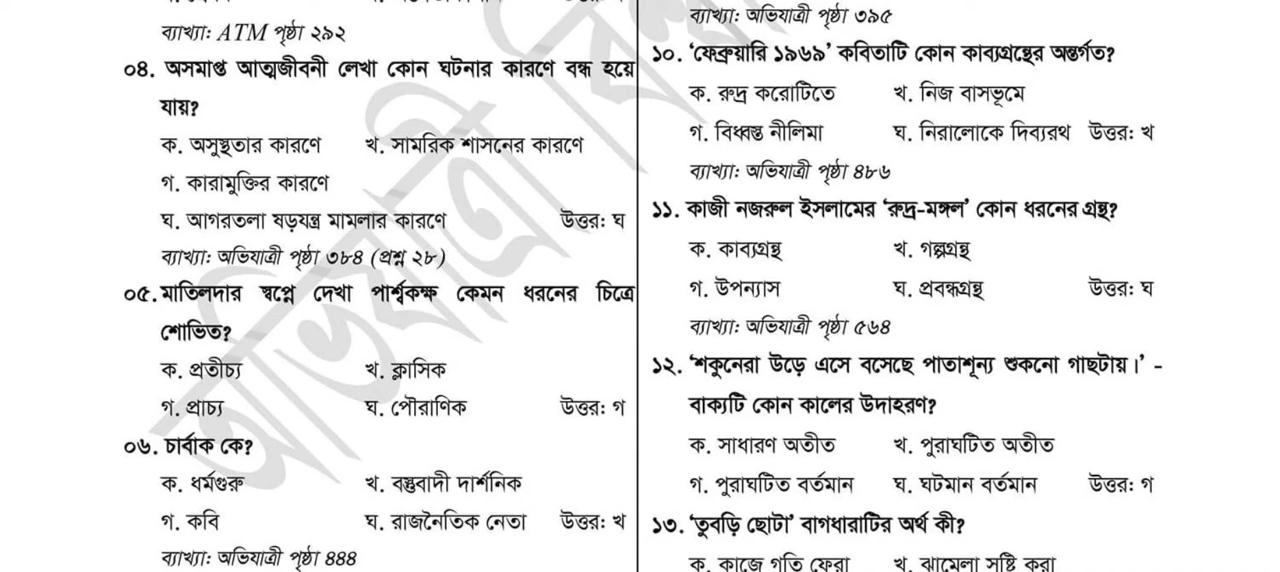 ব্যাখ্যা: ATM পৃষ্ঠা ২৯২
০৪. অসমাপ্ত আত্মজীবনী লেখা কোন ঘটনার কারণে বন্ধ হয়ে
যায়?
ক. অসুস্থতার কারণে খ. সামরিক শাসনের কারণে
গ. কারামুক্তির কারণে
ঘ. আগরতলা ষড়যন্ত্র মামলার কারণে উত্তর: ঘ
ব্যাখ্যা: অভিযাত্রী পৃষ্ঠা ৩৮৪ (প্রশ্ন ২৮)
০৫. মাতিলদার স্বপ্নে দেখা পার্শ্বকক্ষ কেমন ধরনের চিত্রে
শোভিত?
ক. প্রতীচ্য খ. ক্লাসিক
গ. প্রাচ্য ঘ. পৌরাণিক উত্তর: গ
০৬. চার্বাক কে?
ক. ধর্মগুরু খ. বস্তুবাদী দার্শনিক
গ. কবি ঘ. রাজনৈতিক নেতা উত্তর: খ
ব্যাখ্যা: অভিযাত্রী পৃষ্ঠা ৪৪৪
ব্যাখ্যা: অভিযাত্রী পৃষ্ঠা ৩৯৫
১০. ‘ফেব্রুয়ারি ১৯৬৯’ কবিতাটি কোন কাব্যগ্রন্থের অন্তর্গত?
ক. রুদ্র করোটিতে খ. নিজ বাসভূমে
গ. বিধ্বস্ত নীলিমা ঘ. নিরালোকে দিব্যরথ উত্তর: খ
ব্যাখ্যা: অভিযাত্রী পৃষ্ঠা ৪৮৬
১১. কাজী নজরুল ইসলামের ‘রুদ্র-মঙ্গল’ কোন ধরনের গ্রন্থ?
ক. কাব্যগ্রন্থ খ. গল্পগ্রন্থ
গ. উপন্যাস ঘ. প্রবন্ধগ্রন্থ উত্তর: ঘ
ব্যাখ্যা: অভিযাত্রী পৃষ্ঠা ৫৬৪
১২. ‘শকুনেরা উড়ে এসে বসেছে পাতাশূন্য শুকনো গাছটায়।’ -
বাক্যটি কোন কালের উদাহরণ?
ক. সাধারণ অতীত খ. পুরাঘটিত অতীত
গ. পুরাঘটিত বর্তমান ঘ. ঘটমান বর্তমান উত্তর: গ
১৩. ‘তুবড়ি ছোটা’ বাগধারাটির অর্থ কী?
ক. কাজে গতি ফেরা খ. ঝামেলা সৃষ্টি করা
অভিযাত্রী